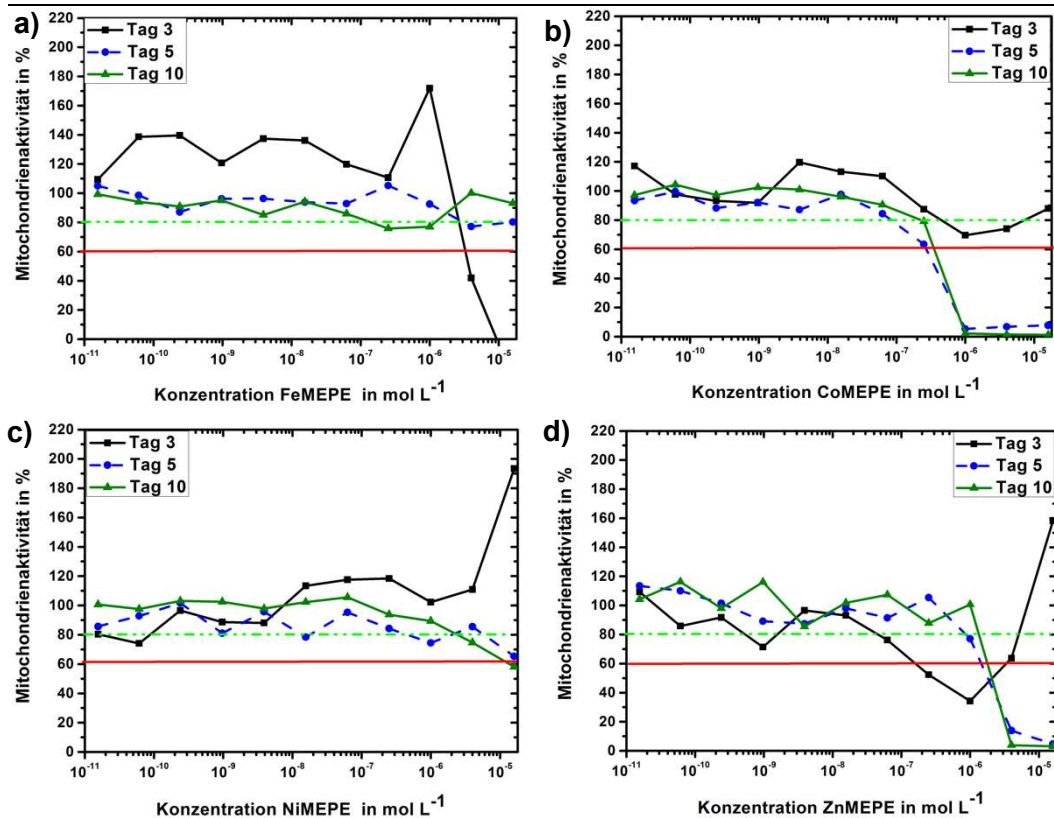 a)
Tag 3
Tag 5
Tag 10
Mitochondrienaktivität in %
220
200
180
160
140
120
100
80
60
40
20
0
10-11 10-10 10-9 10-8 10-7 10-6 10-5
Konzentration FeMEPE in mol L-1
b)
Tag 3
Tag 5
Tag 10
Mitochondrienaktivität in %
220
200
180
160
140
120
100
80
60
40
20
0
10-11 10-10 10-9 10-8 10-7 10-6 10-5
Konzentration CoMEPE in mol L-1
c)
Tag 3
Tag 5
Tag 10
Mitochondrienaktivität in %
220
200
180
160
140
120
100
80
60
40
20
0
10-11 10-10 10-9 10-8 10-7 10-6 10-5
Konzentration NiMEPE in mol L-1
d)
Tag 3
Tag 5
Tag 10
Mitochondrienaktivität in %
220
200
180
160
140
120
100
80
60
40
20
0
10-11 10-10 10-9 10-8 10-7 10-6 10-5
Konzentration ZnMEPE in mol L-1